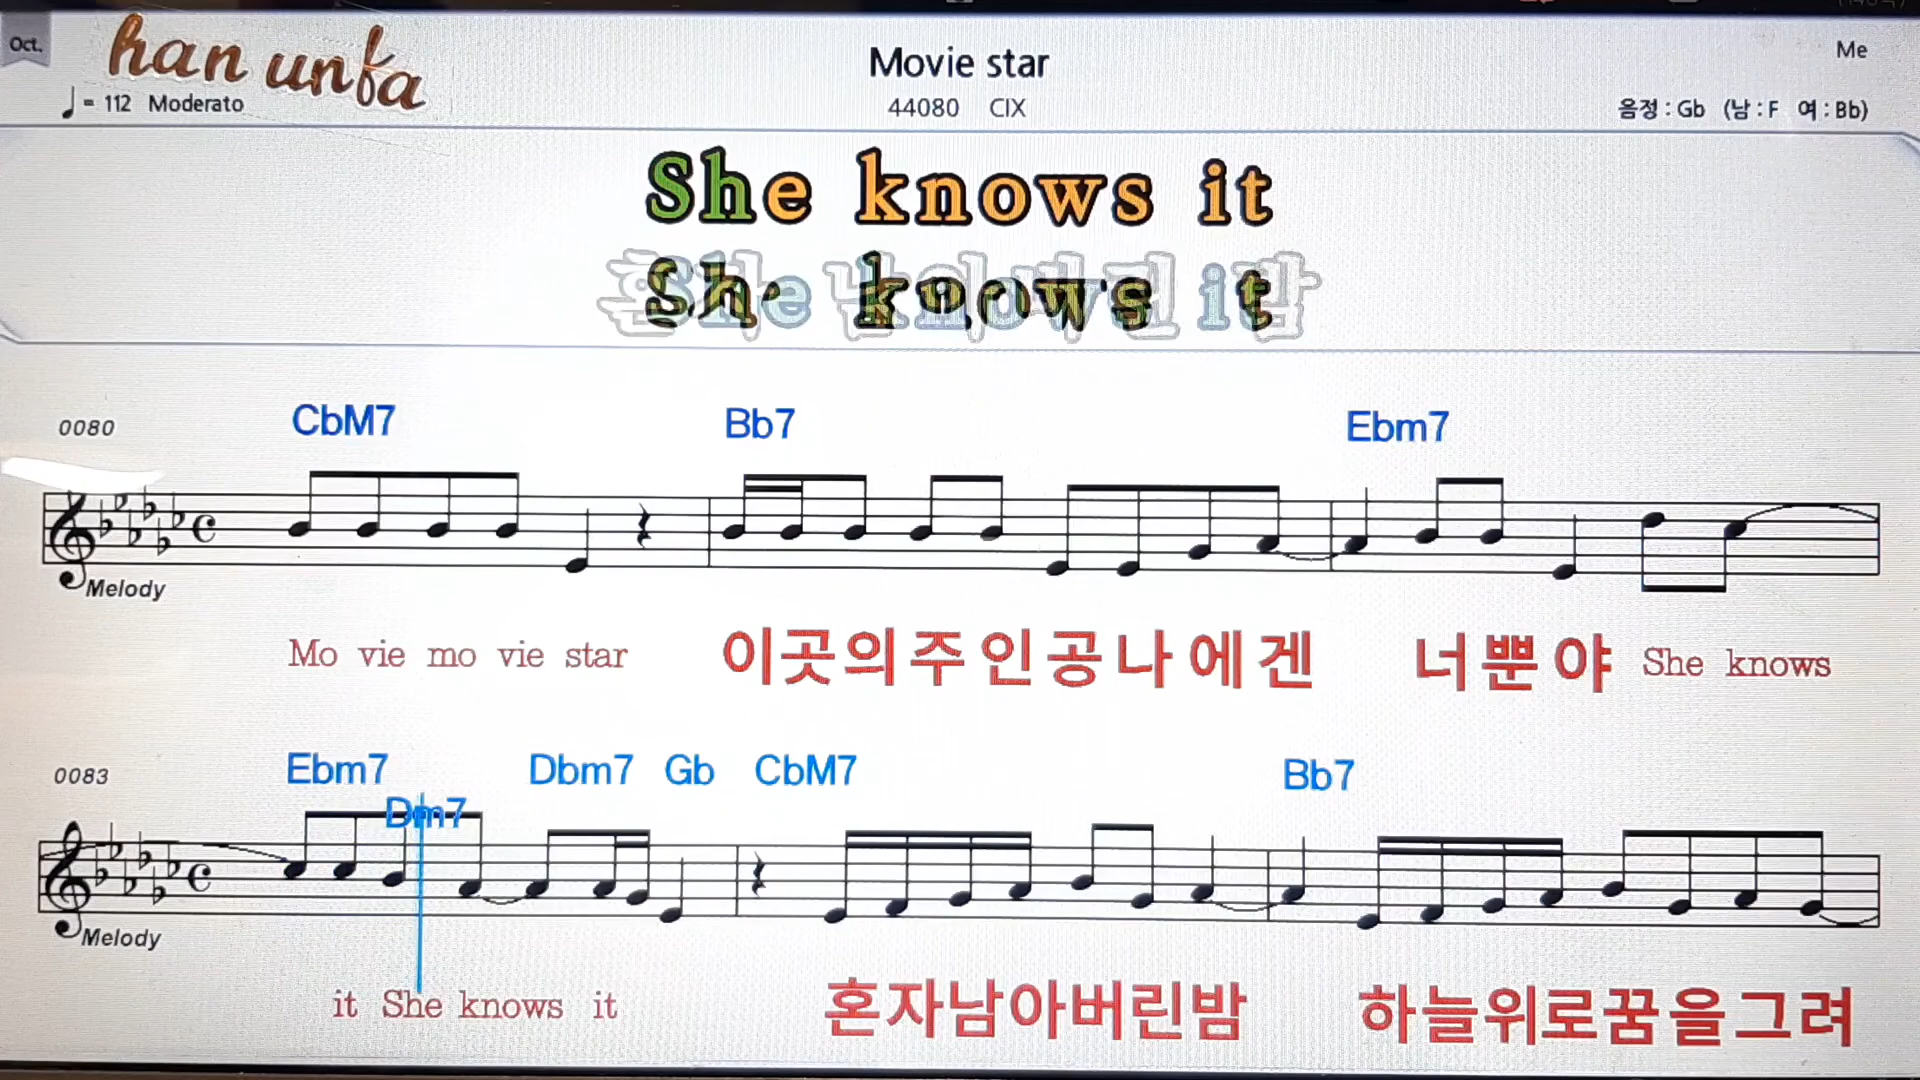 Oct.
han unfa
Movie star
Me
♩ = 112 Moderato
44080 CIX
음정 : Gb (남 : F 여 : Bb)
She knows it
She knows it
0080 CbM7 Bb7 Ebm7
Melody
Mo vie mo vie star 이곳의주인공나에겐 너뿐야 She knows
0083 Ebm7 Dm7 Dbm7 Gb CbM7 Bb7
Melody
it She knows it 혼자남아버린밤 하늘위로꿈을그려